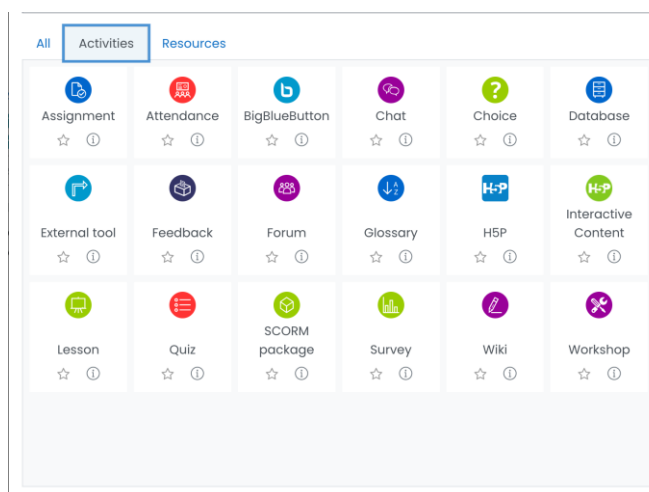 All Activities Resources
Assignment Attendance BigBlueButton Chat Choice Database
External tool Feedback Forum Glossary H5P Interactive Content
Lesson Quiz SCORM package Survey Wiki Workshop